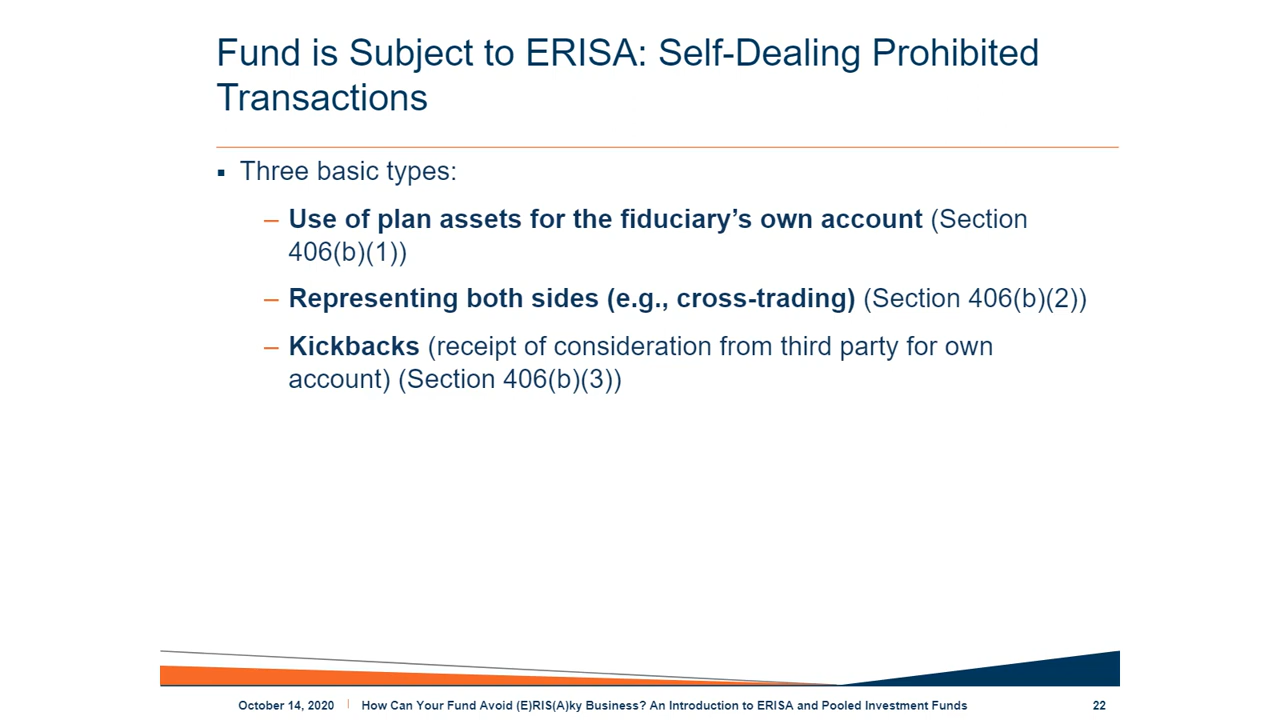 Fund is Subject to ERISA: Self-Dealing Prohibited
Transactions
▪ Three basic types:
– Use of plan assets for the fiduciary’s own account (Section
406(b)(1))
– Representing both sides (e.g., cross-trading) (Section 406(b)(2))
– Kickbacks (receipt of consideration from third party for own
account) (Section 406(b)(3))
October 14, 2020 | How Can Your Fund Avoid (E)RIS(A)ky Business? An Introduction to ERISA and Pooled Investment Funds 22